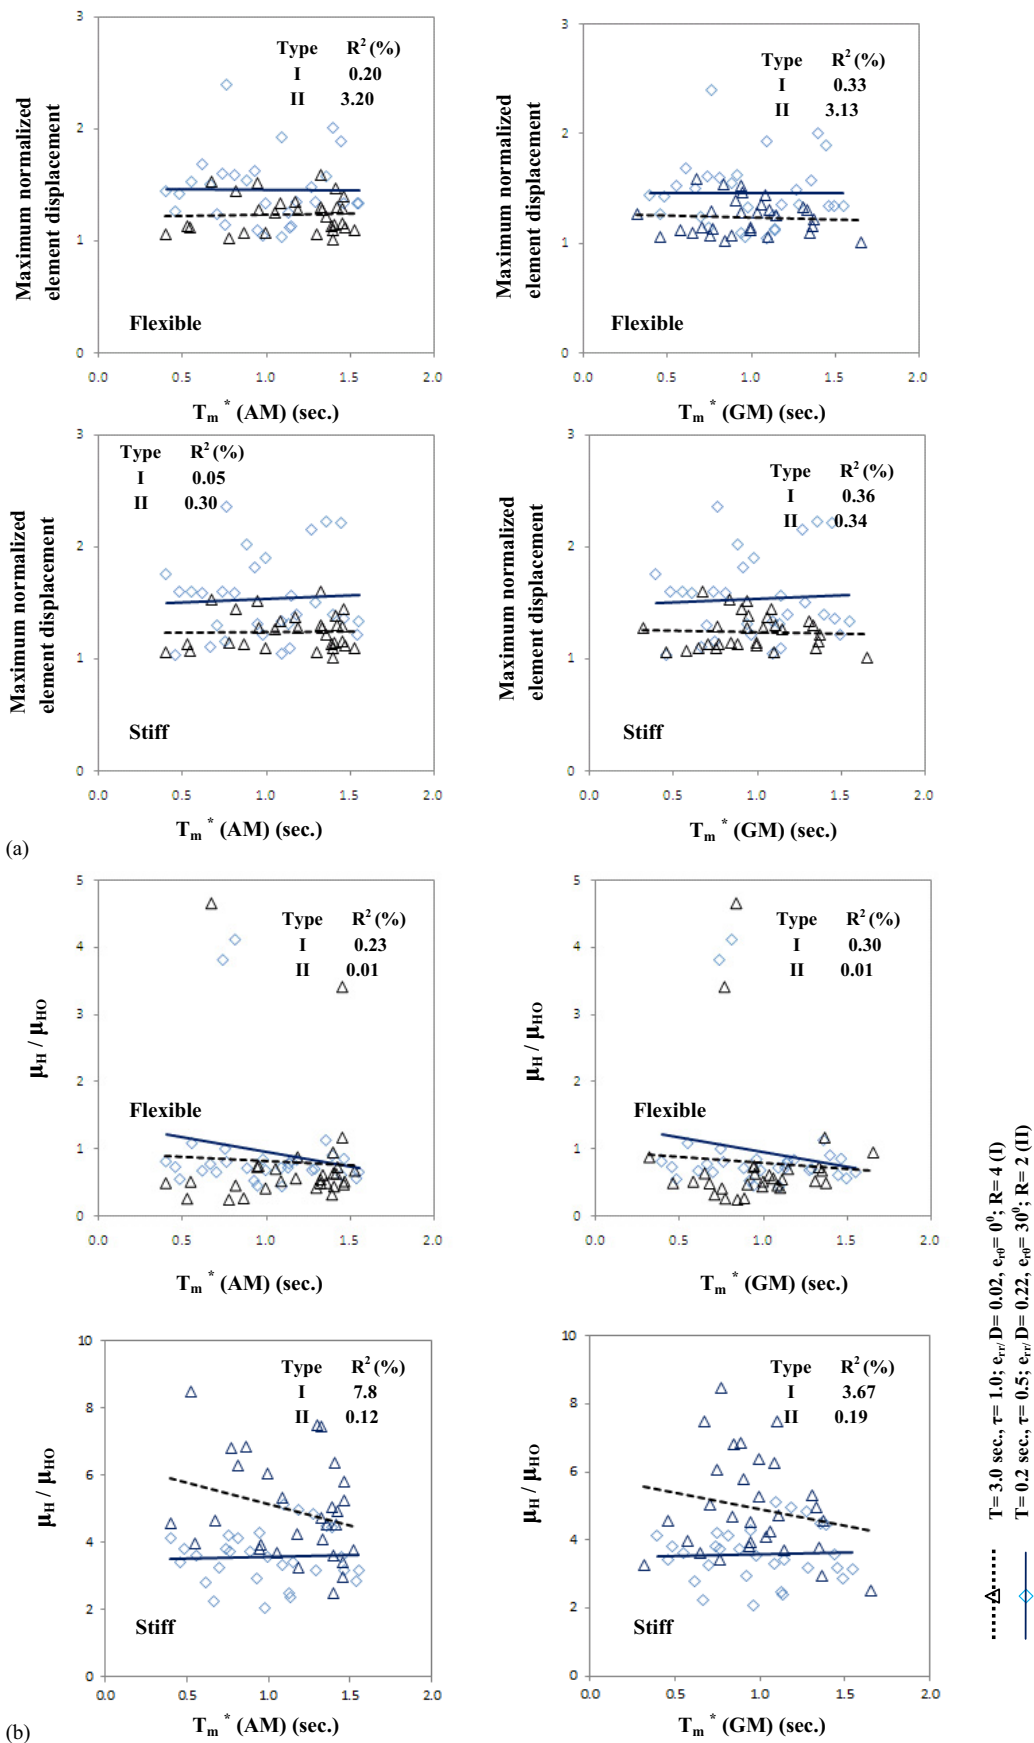 3
2
1
0
Maximum normalized
element displacement
Type R² (%)
I 0.20
II 3.20
Flexible
0.0 0.5 1.0 1.5 2.0
Tm * (AM) (sec.)
3
2
1
0
Maximum normalized
element displacement
Type R² (%)
I 0.33
II 3.13
Flexible
0.0 0.5 1.0 1.5 2.0
Tm * (GM) (sec.)
3
2
1
0
Maximum normalized
element displacement
Type R² (%)
I 0.05
II 0.30
Stiff
0.0 0.5 1.0 1.5 2.0
Tm * (AM) (sec.)
3
2
1
0
Maximum normalized
element displacement
Type R² (%)
I 0.36
II 0.34
Stiff
0.0 0.5 1.0 1.5 2.0
Tm * (GM) (sec.)
(a)
5
4
3
2
1
0
μH / μHO
Type R² (%)
I 0.23
II 0.01
Flexible
0.0 0.5 1.0 1.5 2.0
Tm * (AM) (sec.)
5
4
3
2
1
0
μH / μHO
Type R² (%)
I 0.30
II 0.01
Flexible
0.0 0.5 1.0 1.5 2.0
Tm * (GM) (sec.)
10
8
6
4
2
0
μH / μHO
Type R² (%)
I 7.8
II 0.12
Stiff
0.0 0.5 1.0 1.5 2.0
Tm * (AM) (sec.)
10
8
6
4
2
0
μH / μHO
Type R² (%)
I 3.67
II 0.19
Stiff
0.0 0.5 1.0 1.5 2.0
Tm * (GM) (sec.)
(b)
T= 3.0 sec., τ= 1.0; err/ D= 0.02, erθ= 0⁰; R= 4 (I)
T= 0.2 sec., τ= 0.5; err/ D= 0.22, erθ= 30⁰; R= 2 (II)